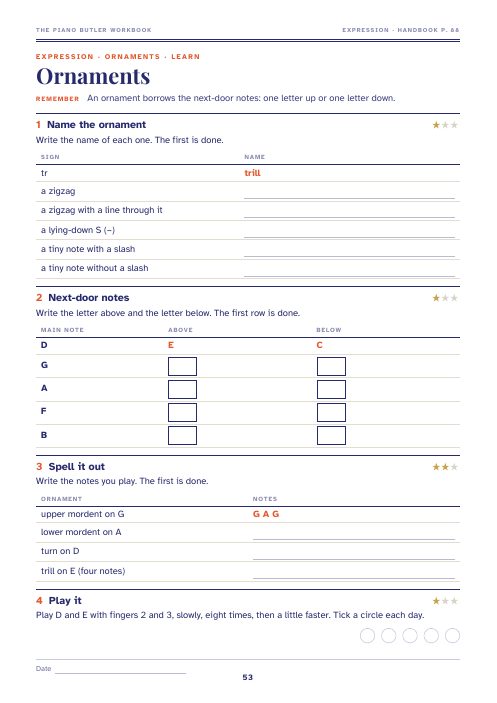 THE PIANO BUTLER WORKBOOK
EXPRESSION · HANDBOOK P. 66
EXPRESSION · ORNAMENTS · LEARN
Ornaments
REMEMBER An ornament borrows the next-door notes: one letter up or one letter down.
1 Name the ornament
Write the name of each one. The first is done.
SIGN NAME
tr trill
a zigzag
a zigzag with a line through it
a lying-down S (~)
a tiny note with a slash
a tiny note without a slash
2 Next-door notes
Write the letter above and the letter below. The first row is done.
MAIN NOTE ABOVE BELOW
D E C
G
A
F
B
3 Spell it out
Write the notes you play. The first is done.
ORNAMENT NOTES
upper mordent on G G A G
lower mordent on A
turn on D
trill on E (four notes)
4 Play it
Play D and E with fingers 2 and 3, slowly, eight times, then a little faster. Tick a circle each day.
Date
53